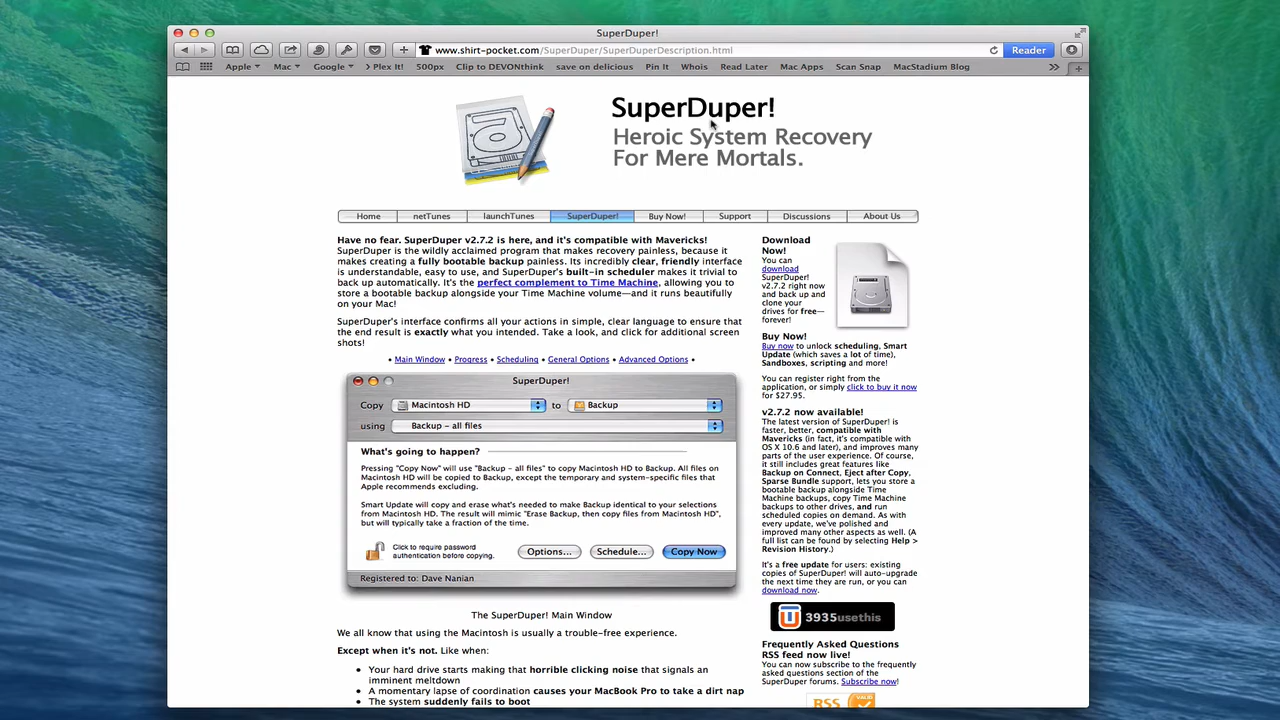 SuperDuper!
www.shirt-pocket.com/SuperDuper/SuperDuperDescription.html
Reader
Apple Mac Google > Plex It! 500px Clip to DEVONthink save on delicious Pin It Whois Read Later Mac Apps Scan Snap MacStadium Blog
SuperDuper!
Heroic System Recovery
For Mere Mortals.
Home netTunes launchTunes SuperDuper! Buy Now! Support Discussions About Us
Have no fear. SuperDuper v2.7.2 is here, and it's compatible with Mavericks!
SuperDuper is the wildly acclaimed program that makes recovery painless, because it
makes creating a fully bootable backup painless. Its incredibly clear, friendly interface
is understandable, easy to use, and SuperDuper's built-in scheduler makes it trivial to
back up automatically. It's the perfect complement to Time Machine, allowing you to
store a bootable backup alongside your Time Machine volume—and it runs beautifully
on your Mac!
SuperDuper's interface confirms all your actions in simple, clear language to ensure that
the end result is exactly what you intended. Take a look, and click for additional screen
shots!
• Main Window • Progress • Scheduling • General Options • Advanced Options •
SuperDuper!
Copy Macintosh HD to Backup
using Backup - all files
What's going to happen?
Pressing "Copy Now" will use "Backup - all files" to copy Macintosh HD to Backup. All files on
Macintosh HD will be copied to Backup, except the temporary and system-specific files that
Apple recommends excluding.
Smart Update will copy and erase what's needed to make Backup identical to your selections
from Macintosh HD. The result will mimic "Erase Backup, then copy files from Macintosh HD",
but will typically take a fraction of the time.
Click to require password
authentication before copying.
Options... Schedule... Copy Now
Registered to: Dave Nanian
The SuperDuper! Main Window
We all know that using the Macintosh is usually a trouble-free experience.
Except when it's not. Like when:
• Your hard drive starts making that horrible clicking noise that signals an
imminent meltdown
• A momentary lapse of coordination causes your MacBook Pro to take a dirt nap
• The system suddenly fails to boot
Download
Now!
You can
download
SuperDuper!
v2.7.2 right now
and back up and
clone your
drives for free—
forever!
Buy Now!
Buy now to unlock scheduling, Smart
Update (which saves a lot of time),
Sandboxes, scripting and more!
You can register right from the
application, or simply click to buy it now
for $27.95.
v2.7.2 now available!
The latest version of SuperDuper! is
faster, better, compatible with
Mavericks (in fact, it's compatible with
OS X 10.6 and later), and improves many
parts of the user experience. Of course,
it still includes great features like
Backup on Connect, Eject after Copy,
Sparse Bundle support, lets you store a
bootable backup alongside Time
Machine backups, copy Time Machine
backups to other drives, and run
scheduled copies on demand. As with
every update, we've polished and
improved many other aspects as well. (A
full list can be found by selecting Help >
Revision History.)
It's a free update for users: existing
copies of SuperDuper! will auto-upgrade
the next time they are run, or you can
download now.
3935usethis
Frequently Asked Questions
RSS feed now live!
You can now subscribe to the frequently
asked questions section of the
SuperDuper forums. Subscribe now!
RSS VALID